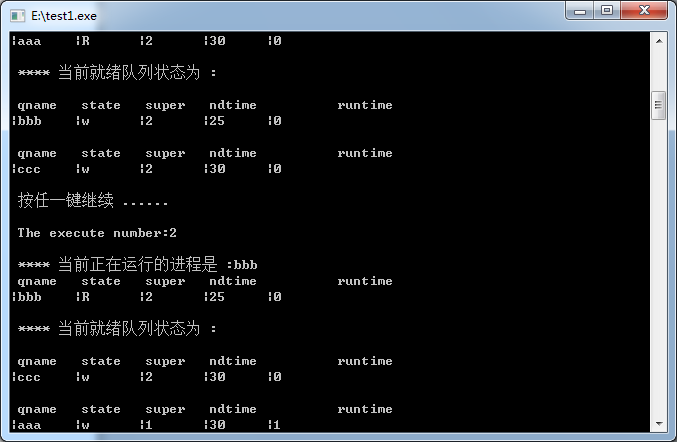 E:\test1.exe
|aaa |R |2 |30 |0
**** 当前就绪队列状态为 :
qname state super ndtime runtime
|bbb |w |2 |25 |0
qname state super ndtime runtime
|ccc |w |2 |30 |0
按任一键继续 ......
The execute number:2
**** 当前正在运行的进程是 :bbb
qname state super ndtime runtime
|bbb |R |2 |25 |0
**** 当前就绪队列状态为 :
qname state super ndtime runtime
|ccc |w |2 |30 |0
qname state super ndtime runtime
|aaa |w |1 |30 |1